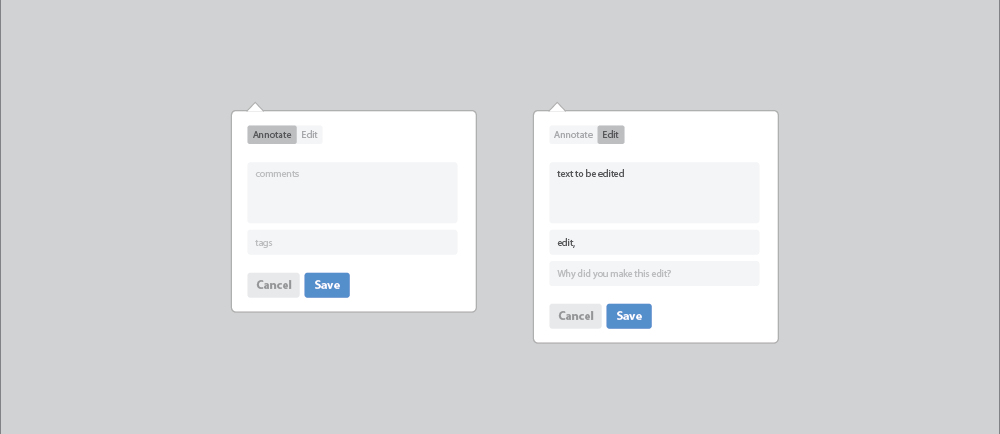 Annotate Edit
comments
tags
Cancel Save
Annotate Edit
text to be edited
edit,
Why did you make this edit?
Cancel Save